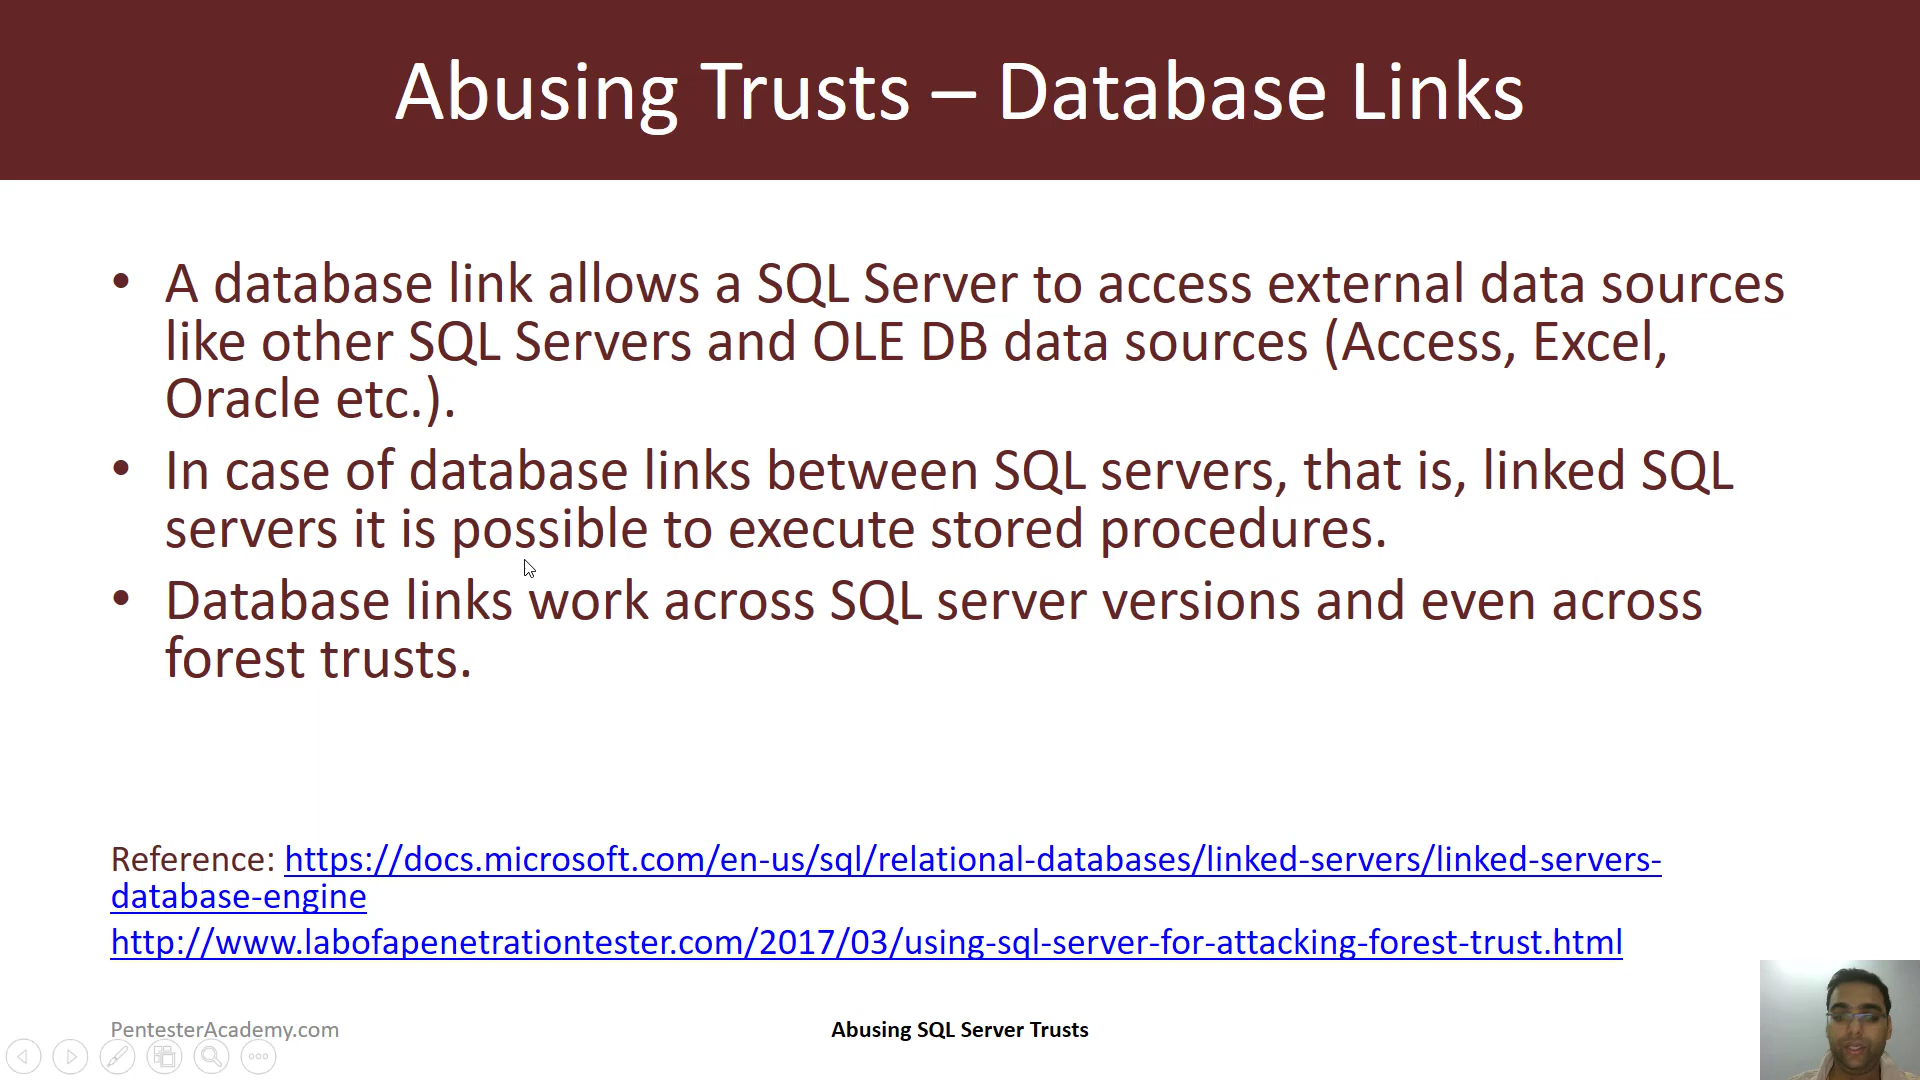 Abusing Trusts – Database Links
• A database link allows a SQL Server to access external data sources
like other SQL Servers and OLE DB data sources (Access, Excel,
Oracle etc.).
• In case of database links between SQL servers, that is, linked SQL
servers it is possible to execute stored procedures.
• Database links work across SQL server versions and even across
forest trusts.
Reference: https://docs.microsoft.com/en-us/sql/relational-databases/linked-servers/linked-servers-
database-engine
http://www.labofapenetrationtester.com/2017/03/using-sql-server-for-attacking-forest-trust.html
PentesterAcademy.com
Abusing SQL Server Trusts